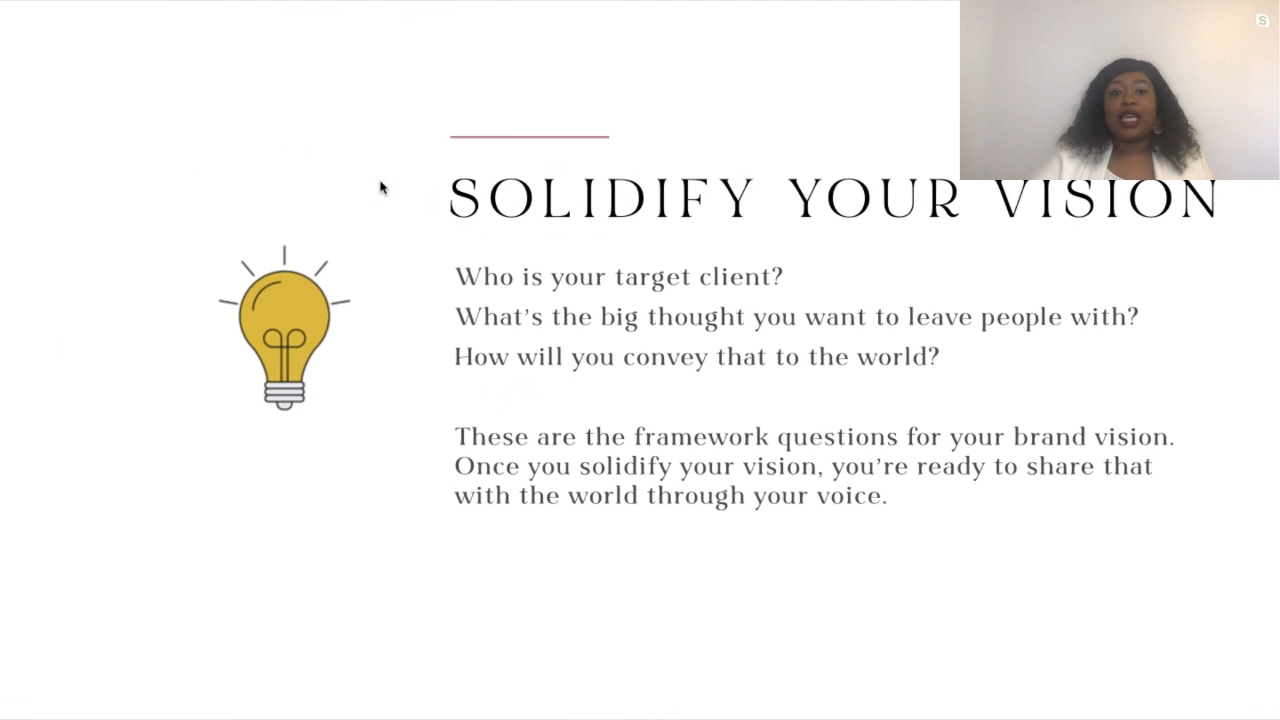 SOLIDIFY YOUR VISION
Who is your target client?
What's the big thought you want to leave people with?
How will you convey that to the world?
These are the framework questions for your brand vision.
Once you solidify your vision, you're ready to share that
with the world through your voice.